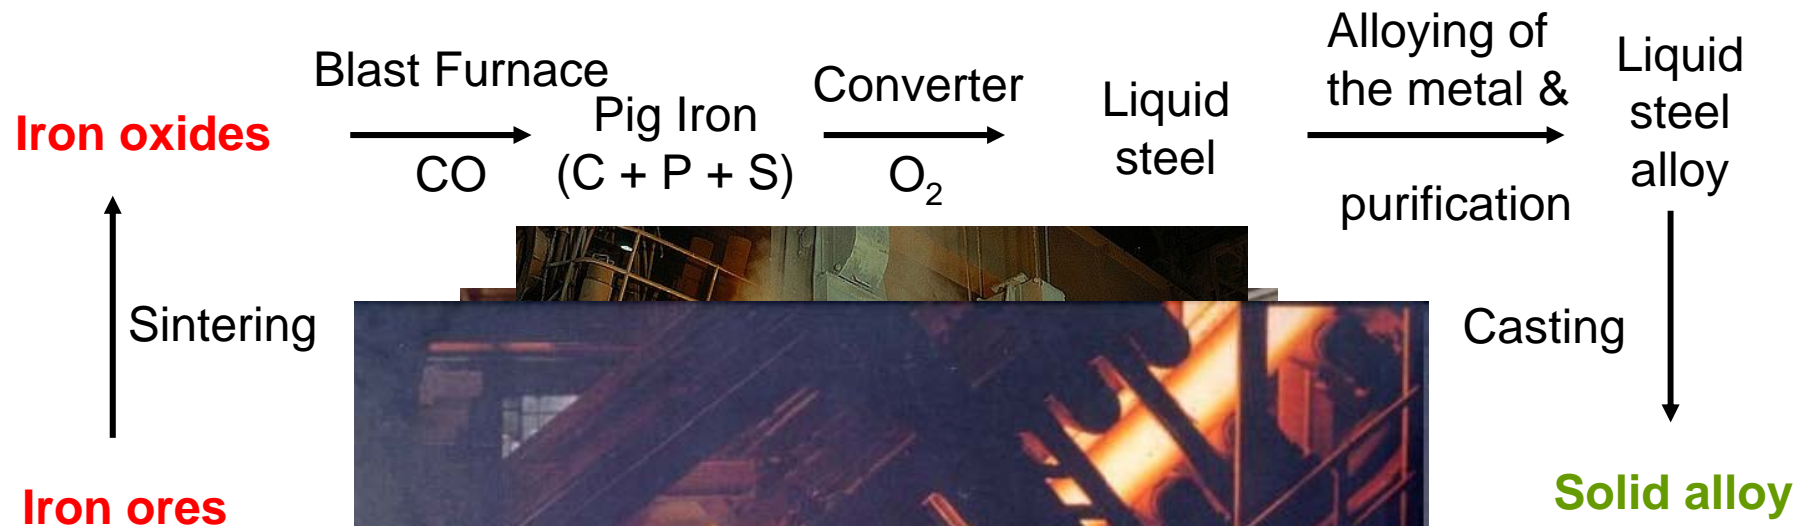 Iron ores
Sintering
Iron oxides
Blast Furnace
CO
Pig Iron
(C + P + S)
Converter
O₂
Liquid
steel
Alloying of
the metal &
purification
Liquid
steel
alloy
Casting
Solid alloy